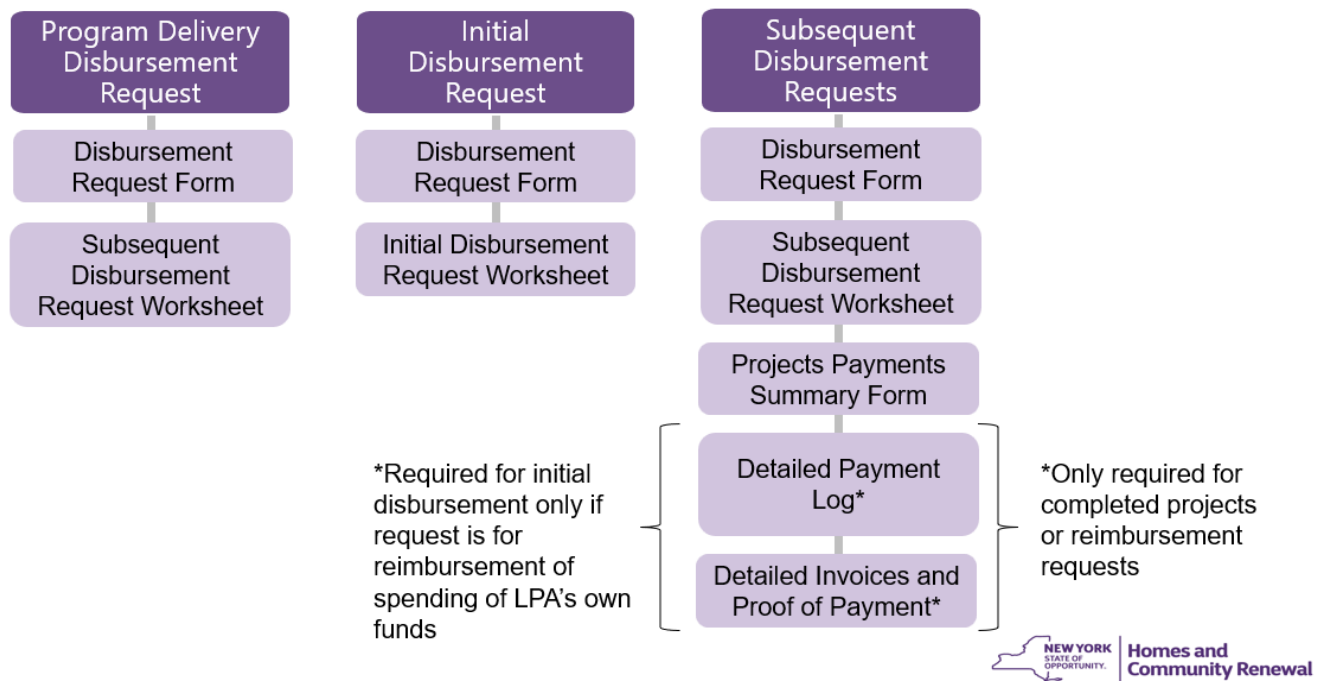 Program Delivery
Disbursement
Request
Disbursement
Request Form
Subsequent
Disbursement
Request Worksheet
Initial
Disbursement
Request
Disbursement
Request Form
Initial Disbursement
Request Worksheet
Subsequent
Disbursement
Requests
Disbursement
Request Form
Subsequent
Disbursement
Request Worksheet
Projects Payments
Summary Form
Detailed Payment
Log*
Detailed Invoices and
Proof of Payment*
*Required for initial
disbursement only if
request is for
reimbursement of
spending of LPA’s own
funds
*Only required for
completed projects
or reimbursement
requests
NEW YORK
STATE OF
OPPORTUNITY.
Homes and
Community Renewal